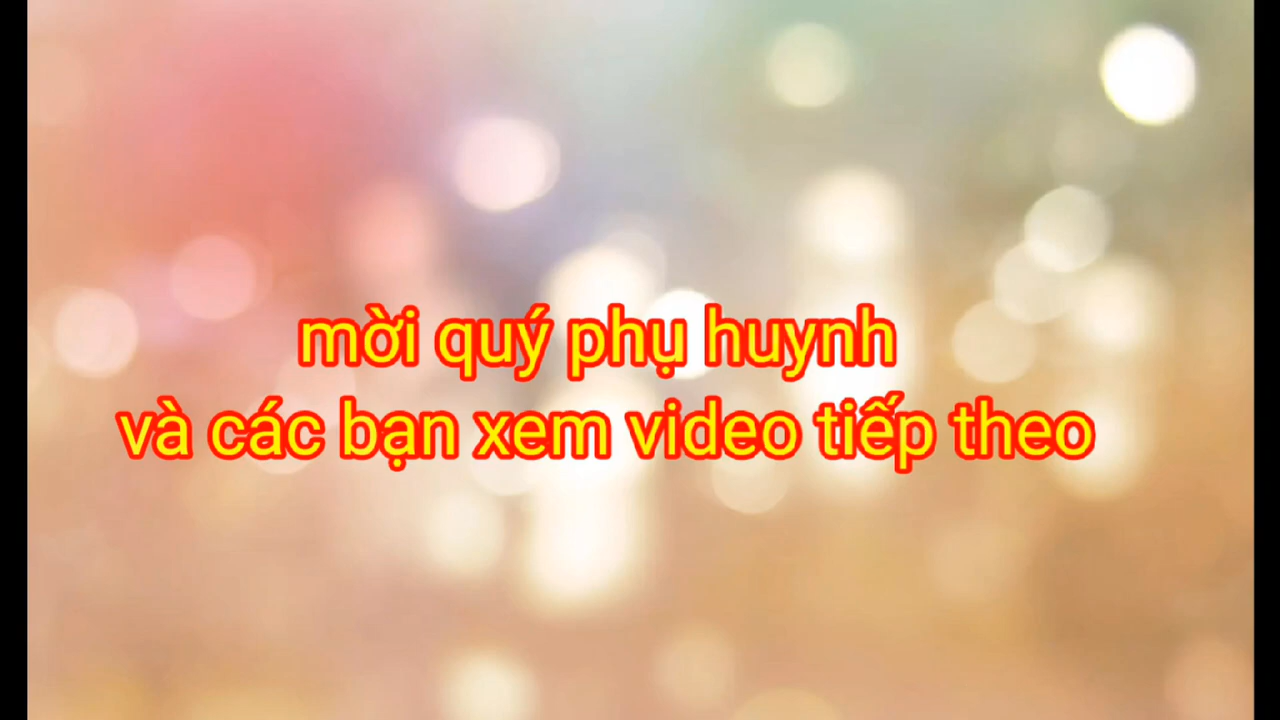 mời quý phụ huynh
và các bạn xem video tiếp theo